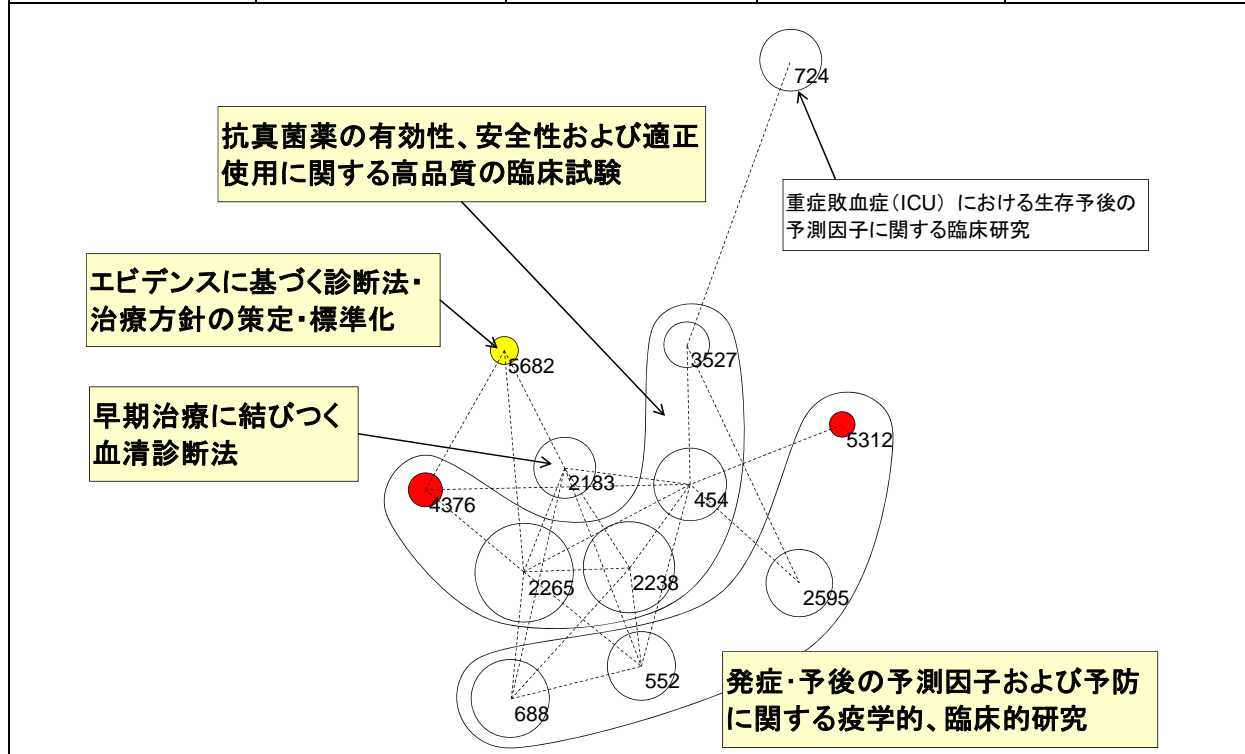 724
抗真菌薬の有効性、安全性および適正
使用に関する高品質の臨床試験
重症敗血症(ICU) における生存予後の
予測因子に関する臨床研究
エビデンスに基づく診断法・
治療方針の策定・標準化
5682
3527
早期治療に結びつく
血清診断法
5312
2183
4376
454
2265
2238
2595
552
688
発症・予後の予測因子および予防
に関する疫学的、臨床的研究